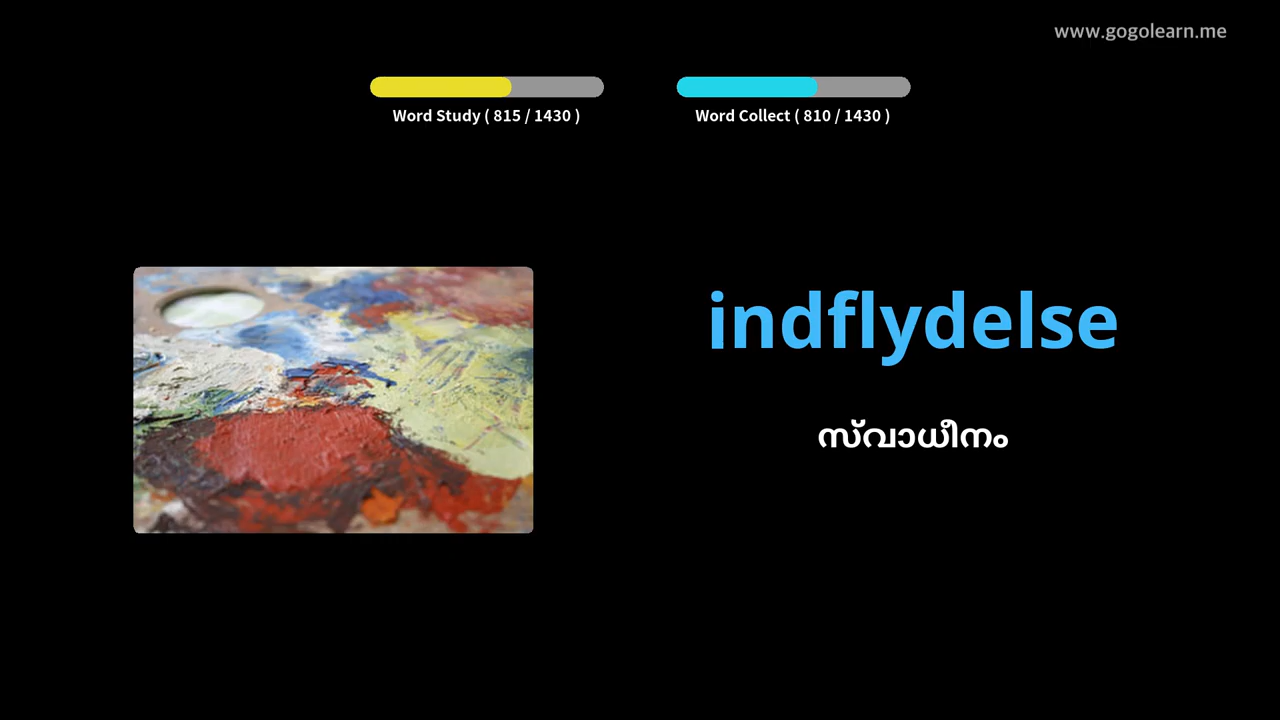 www.gogolearn.me
Word Study ( 815 / 1430 )
Word Collect ( 810 / 1430 )
indflydelse
സ്വാധീനം